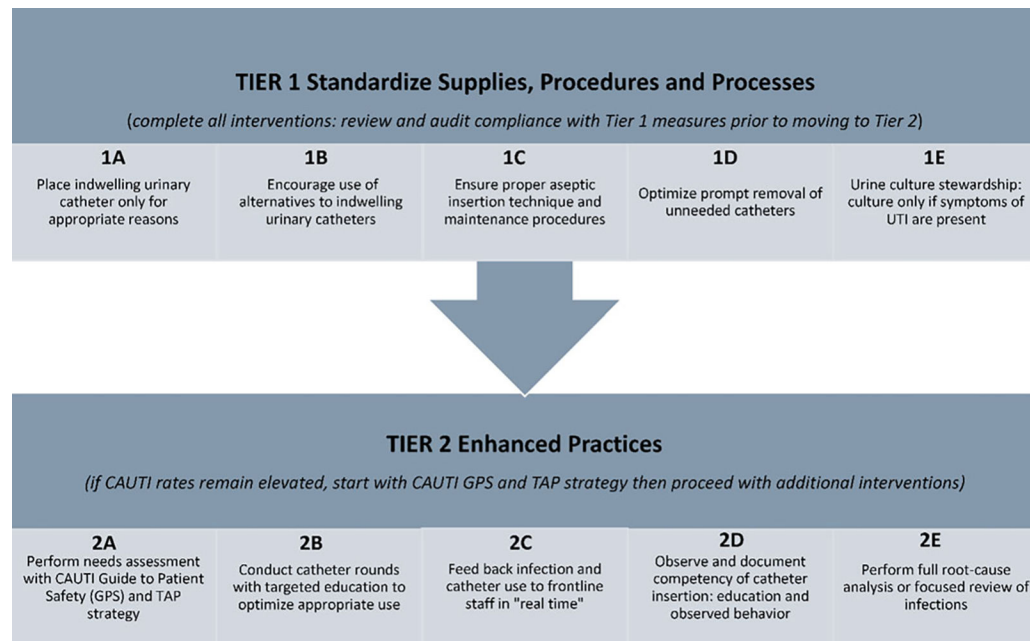 TIER 1 Standardize Supplies, Procedures and Processes
(complete all interventions: review and audit compliance with Tier 1 measures prior to moving to Tier 2)
1A
Place indwelling urinary
catheter only for
appropriate reasons
1B
Encourage use of
alternatives to indwelling
urinary catheters
1C
Ensure proper aseptic
insertion technique and
maintenance procedures
1D
Optimize prompt removal of
unneeded catheters
1E
Urine culture stewardship:
culture only if symptoms of
UTI are present
TIER 2 Enhanced Practices
(if CAUTI rates remain elevated, start with CAUTI GPS and TAP strategy then proceed with additional interventions)
2A
Perform needs assessment
with CAUTI Guide to Patient
Safety (GPS) and TAP
strategy
2B
Conduct catheter rounds
with targeted education to
optimize appropriate use
2C
Feed back infection and
catheter use to frontline
staff in "real time"
2D
Observe and document
competency of catheter
insertion: education and
observed behavior
2E
Perform full root-cause
analysis or focused review of
infections